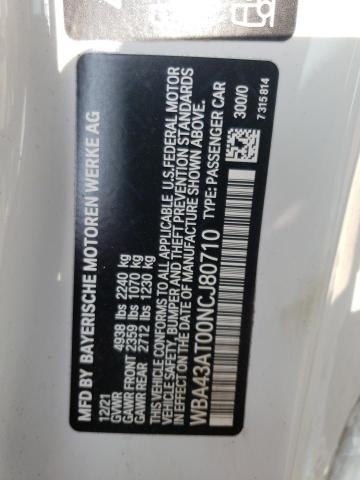 MFD BY BAYERISCHE MOTOREN WERKE AG
12/21
GVWR 4938 lbs 2240 kg
GAWR FRONT 2359 lbs 1070 kg
GAWR REAR 2712 lbs 1230 kg
THIS VEHICLE CONFORMS TO ALL APPLICABLE U.S.FEDERAL MOTOR
VEHICLE SAFETY, BUMPER AND THEFT PREVENTION STANDARDS
IN EFFECT ON THE DATE OF MANUFACTURE SHOWN ABOVE.
WBA43AT00NCJ80710 TYPE: PASSENGER CAR
300/0
7 315 814